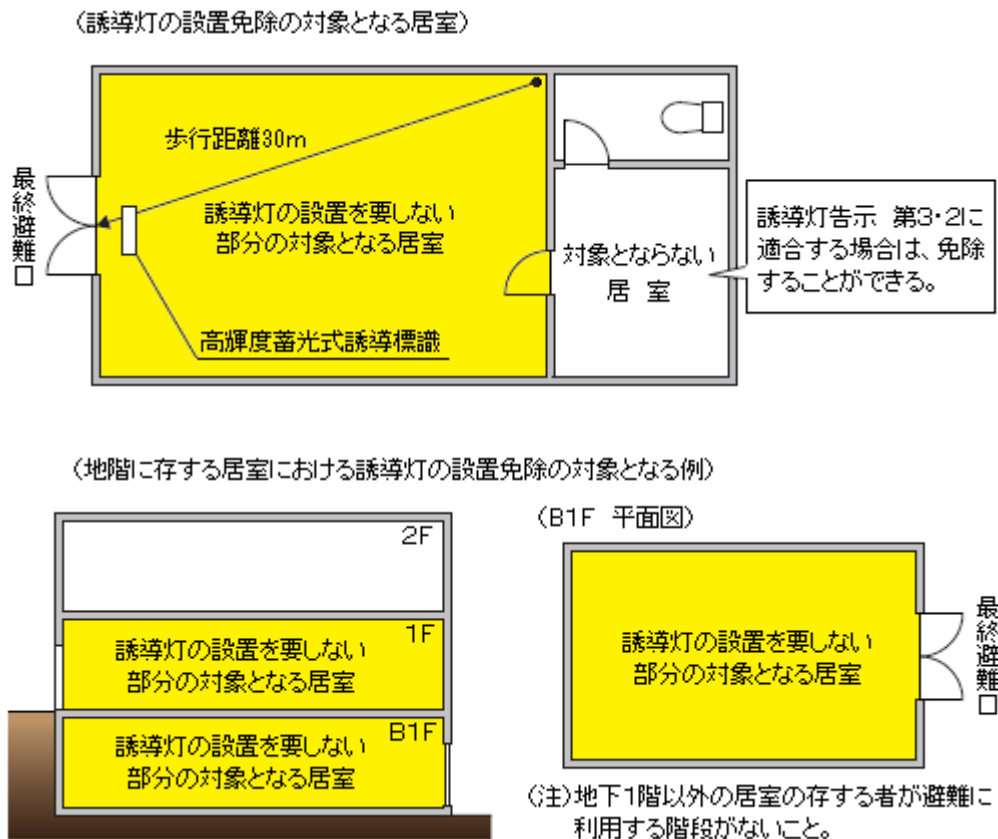 (誘導灯の設置免除の対象となる居室)
歩行距離30m
最終避難口
誘導灯の設置を要しない
部分の対象となる居室
対象とならない
居 室
誘導灯告示 第3・2に
適合する場合は、免除
することができる。
高輝度蓄光式誘導標識
(地階に存する居室における誘導灯の設置免除の対象となる例)
2F
1F
誘導灯の設置を要しない
部分の対象となる居室
B1F
誘導灯の設置を要しない
部分の対象となる居室
(B1F 平面図)
誘導灯の設置を要しない
部分の対象となる居室
最終避難口
(注)地下1階以外の居室の存する者が避難に
利用する階段がないこと。